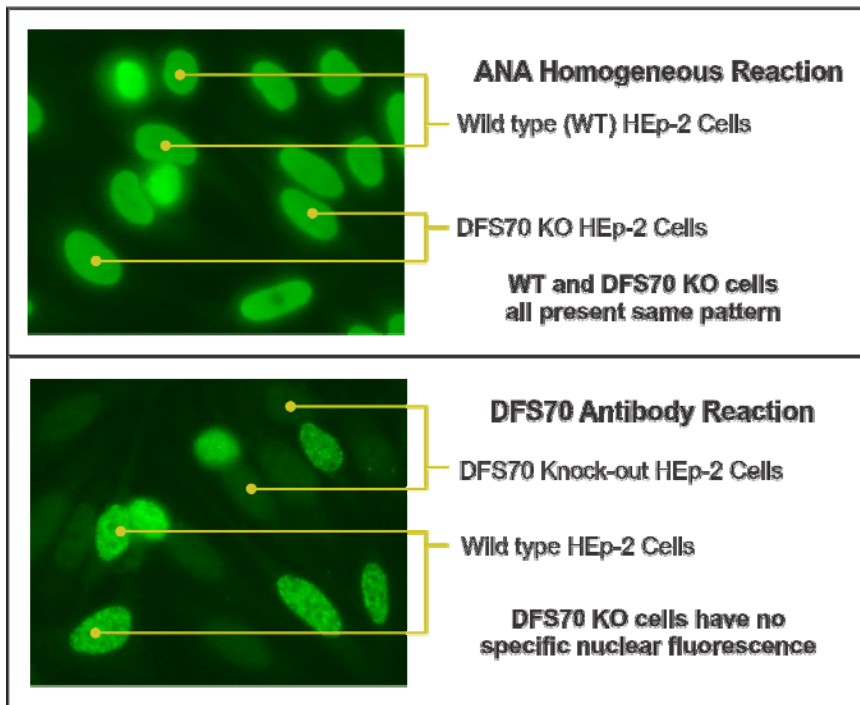 ANA Homogeneous Reaction
Wild type (WT) HEp-2 Cells
DFS70 KO HEp-2 Cells
WT and DFS70 KO cells
all present same pattern
DFS70 Antibody Reaction
DFS70 Knock-out HEp-2 Cells
Wild type HEp-2 Cells
DFS70 KO cells have no
specific nuclear fluorescence